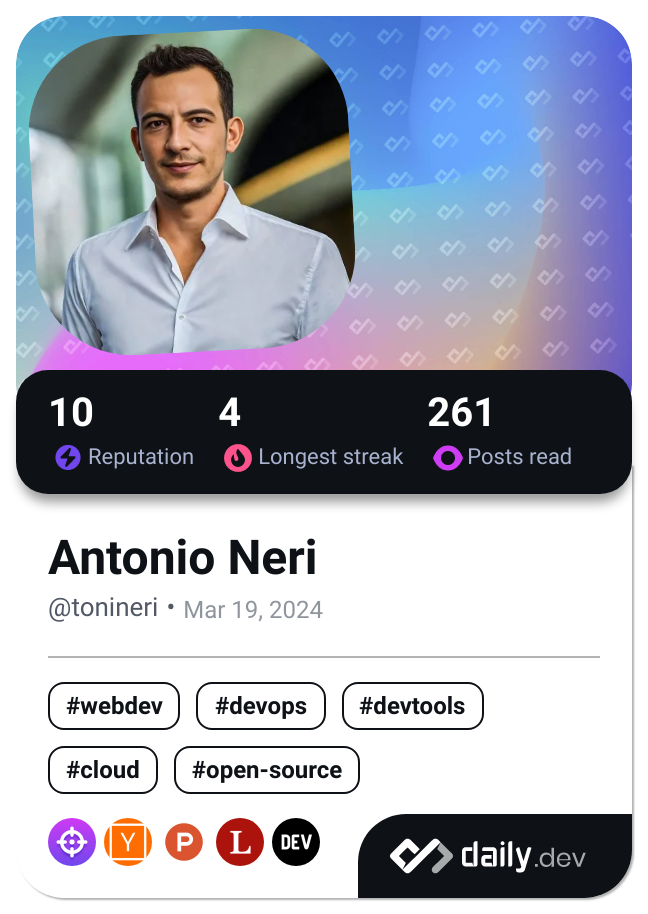 10 4 261
Reputation Longest streak Posts read
Antonio Neri
@tonineri • Mar 19, 2024
#webdev #devops #devtools
#cloud #open-source
Y P L DEV
daily.dev